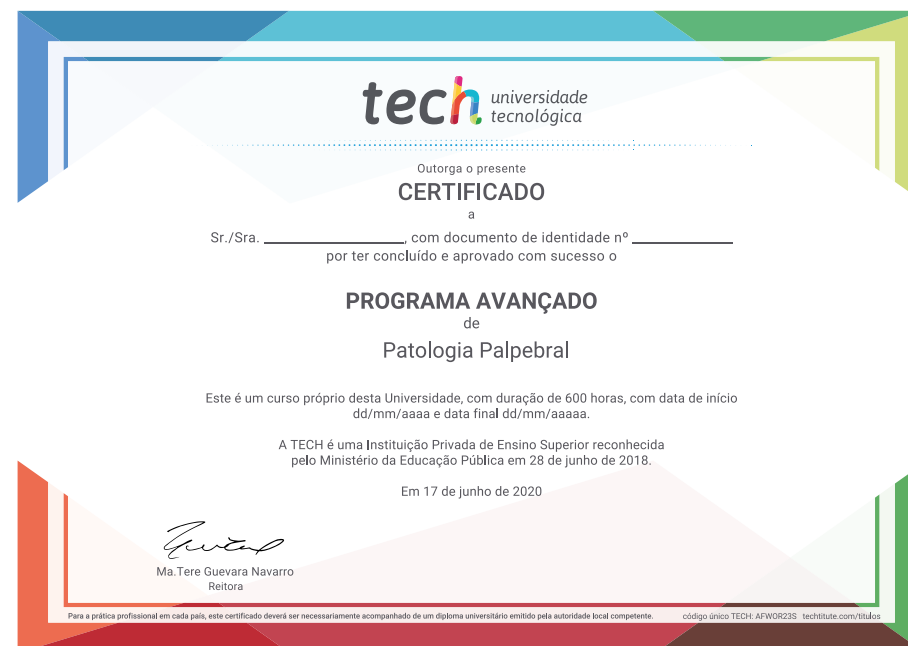 tech universidade
tecnológica
Outorga o presente
CERTIFICADO
a
Sr./Sra. ________________, com documento de identidade nº ____________
por ter concluído e aprovado com sucesso o
PROGRAMA AVANÇADO
de
Patologia Palpebral
Este é um curso próprio desta Universidade, com duração de 600 horas, com data de início
dd/mm/aaaa e data final dd/mm/aaaaa.
A TECH é uma Instituição Privada de Ensino Superior reconhecida
pelo Ministério da Educação Pública em 28 de junho de 2018.
Em 17 de junho de 2020
Ma.Tere Guevara Navarro
Reitora
Para a prática profissional em cada país, este certificado deverá ser necessariamente acompanhado de um diploma universitário emitido pela autoridade local competente. código único TECH: AFWOR23S techtitute.com/titulos